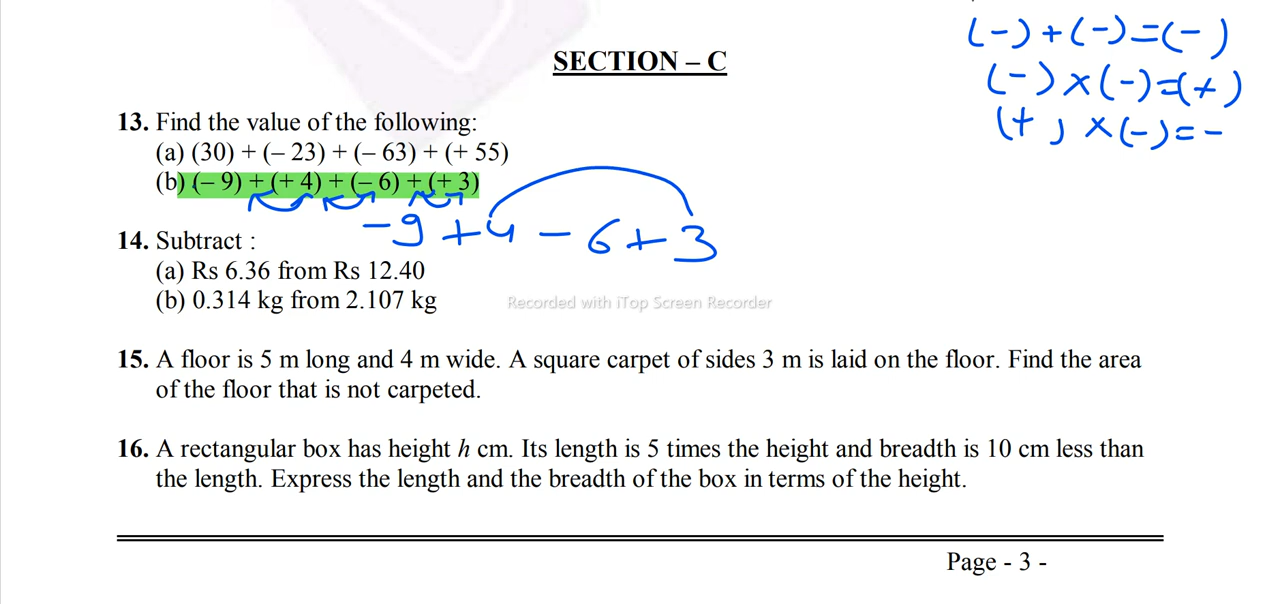 (-) + (-) = (-)
SECTION – C
(-) × (-) = (+)
13. Find the value of the following:
(+) × (-) = -
(a) (30) + (– 23) + (– 63) + (+ 55)
(b) (– 9) + (+ 4) + (– 6) + (+ 3)
-9 + 4 - 6 + 3
14. Subtract :
(a) Rs 6.36 from Rs 12.40
(b) 0.314 kg from 2.107 kg
Recorded with iTop Screen Recorder
15. A floor is 5 m long and 4 m wide. A square carpet of sides 3 m is laid on the floor. Find the area
of the floor that is not carpeted.
16. A rectangular box has height h cm. Its length is 5 times the height and breadth is 10 cm less than
the length. Express the length and the breadth of the box in terms of the height.
Page - 3 -